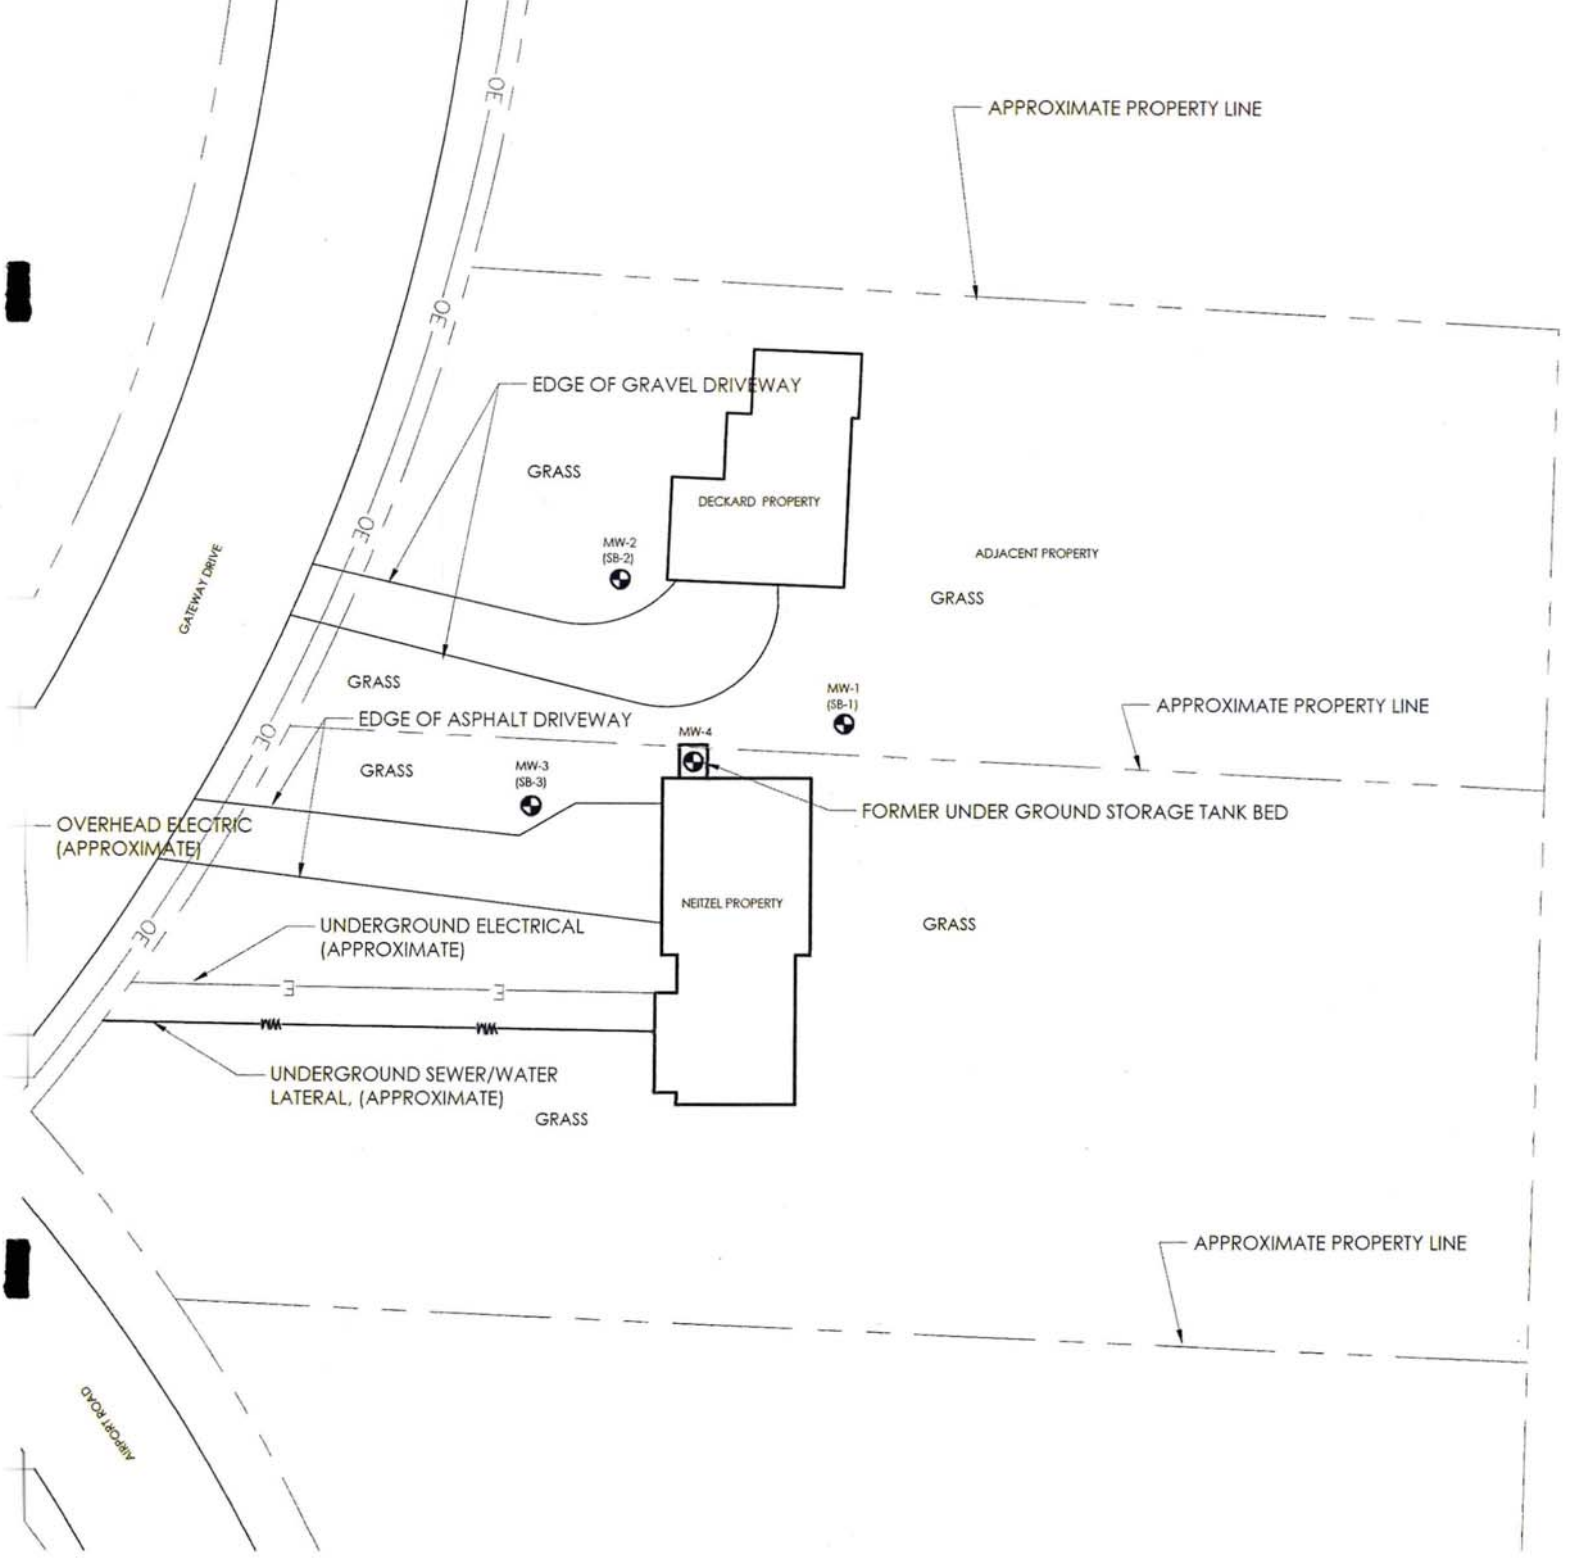 OE
APPROXIMATE PROPERTY LINE
OE
EDGE OF GRAVEL DRIVEWAY
GRASS
DECKARD PROPERTY
OE
MW-2
(SB-2)
ADJACENT PROPERTY
GRASS
GATEWAY DRIVE
GRASS
MW-1
(SB-1)
APPROXIMATE PROPERTY LINE
EDGE OF ASPHALT DRIVEWAY
OE
MW-4
GRASS
MW-3
(SB-3)
FORMER UNDER GROUND STORAGE TANK BED
OVERHEAD ELECTRIC
(APPROXIMATE)
NEITZEL PROPERTY
OE
UNDERGROUND ELECTRICAL
(APPROXIMATE)
GRASS
E
E
WM
WM
UNDERGROUND SEWER/WATER
LATERAL, (APPROXIMATE)
GRASS
APPROXIMATE PROPERTY LINE
AIRPORT ROAD